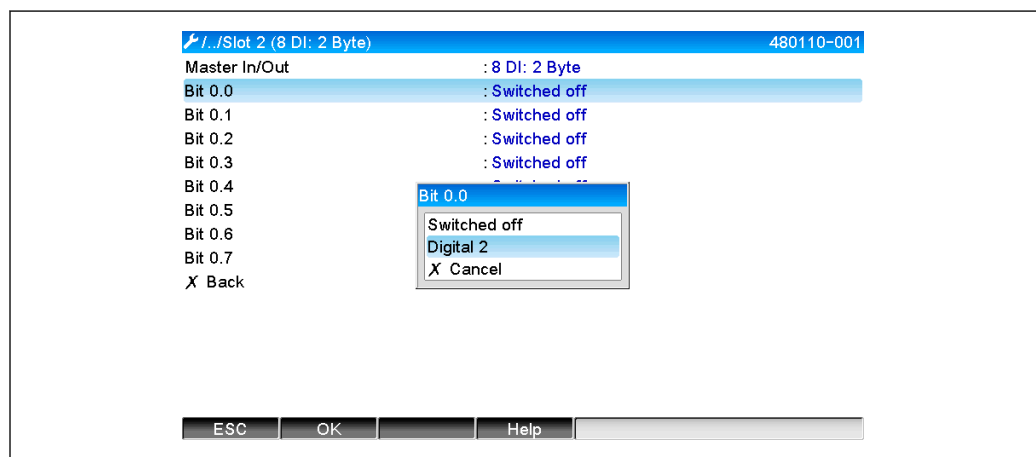 /../Slot 2 (8 DI: 2 Byte) 480110-001
Master In/Out : 8 DI: 2 Byte
Bit 0.0 : Switched off
Bit 0.1 : Switched off
Bit 0.2 : Switched off
Bit 0.3 : Switched off
Bit 0.4
Bit 0.5
Bit 0.6
Bit 0.7
X Back
Bit 0.0
Switched off
Digital 2
X Cancel
ESC OK Help